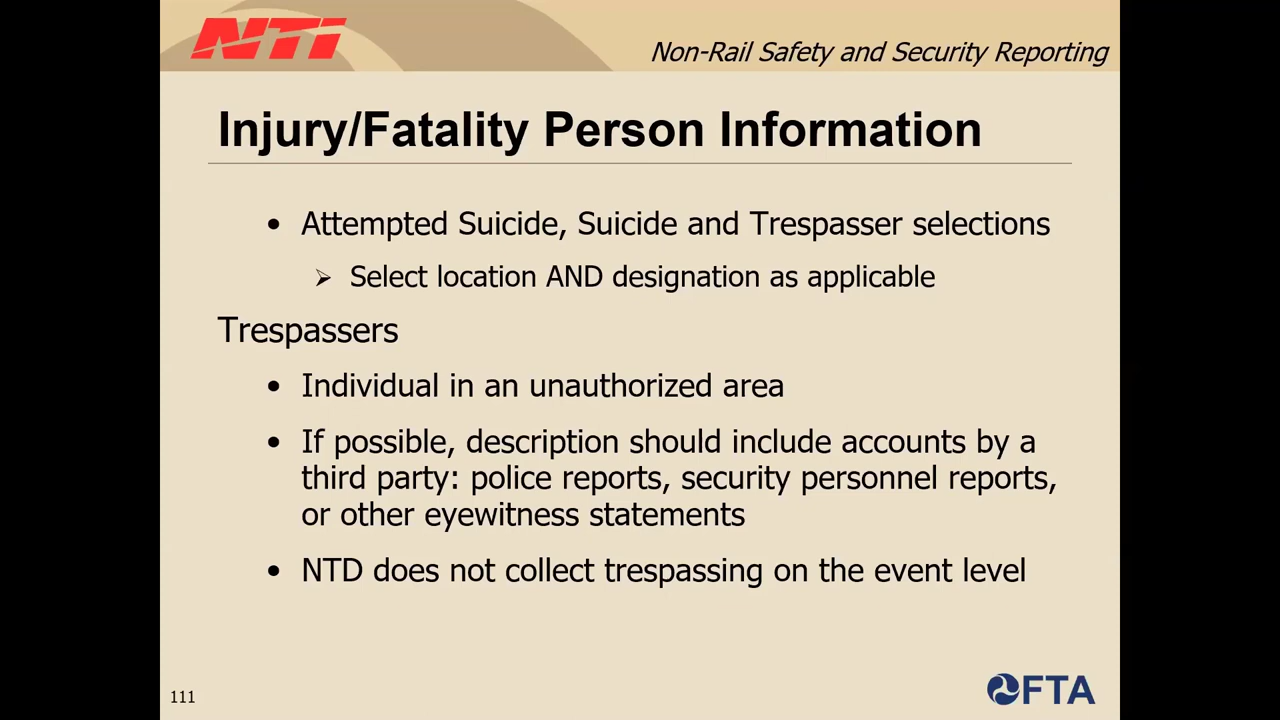 NTI
Non-Rail Safety and Security Reporting
Injury/Fatality Person Information
• Attempted Suicide, Suicide and Trespasser selections
➢ Select location AND designation as applicable
Trespassers
• Individual in an unauthorized area
• If possible, description should include accounts by a
third party: police reports, security personnel reports,
or other eyewitness statements
• NTD does not collect trespassing on the event level
111
FTA